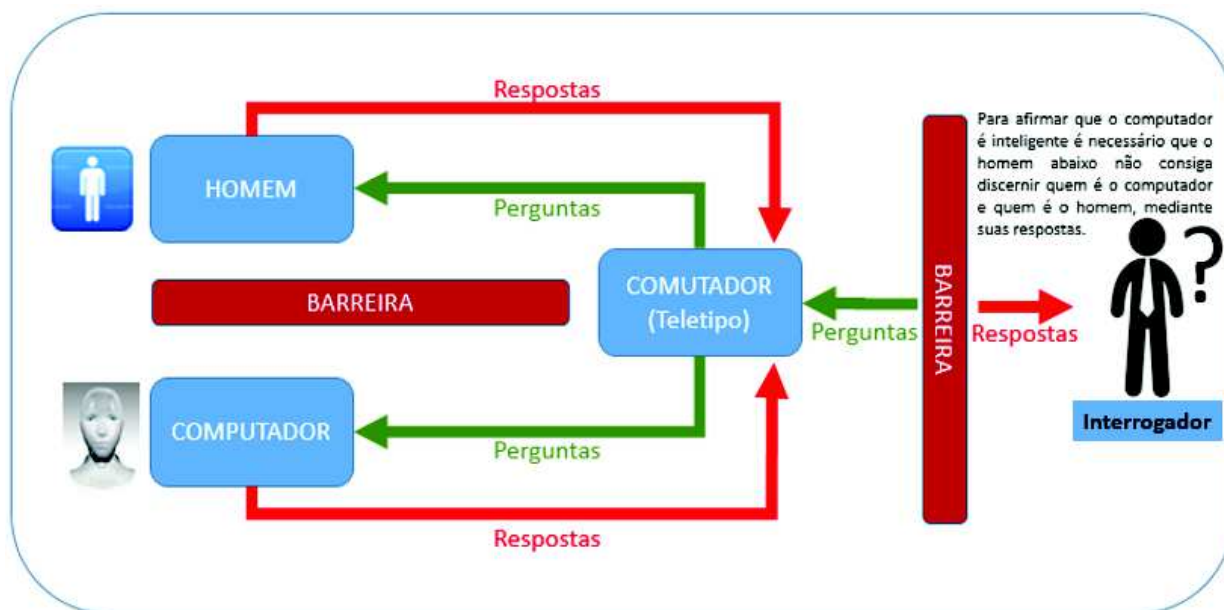 Respostas
Para afirmar que o computador
é inteligente é necessário que o
homem abaixo não consiga
discernir quem é o computador
e quem é o homem, mediante
suas respostas.
HOMEM
Perguntas
BARREIRA
COMUTADOR
(Teletipo)
Perguntas
BARREIRA
Respostas
?
COMPUTADOR
Perguntas
Interrogador
Respostas